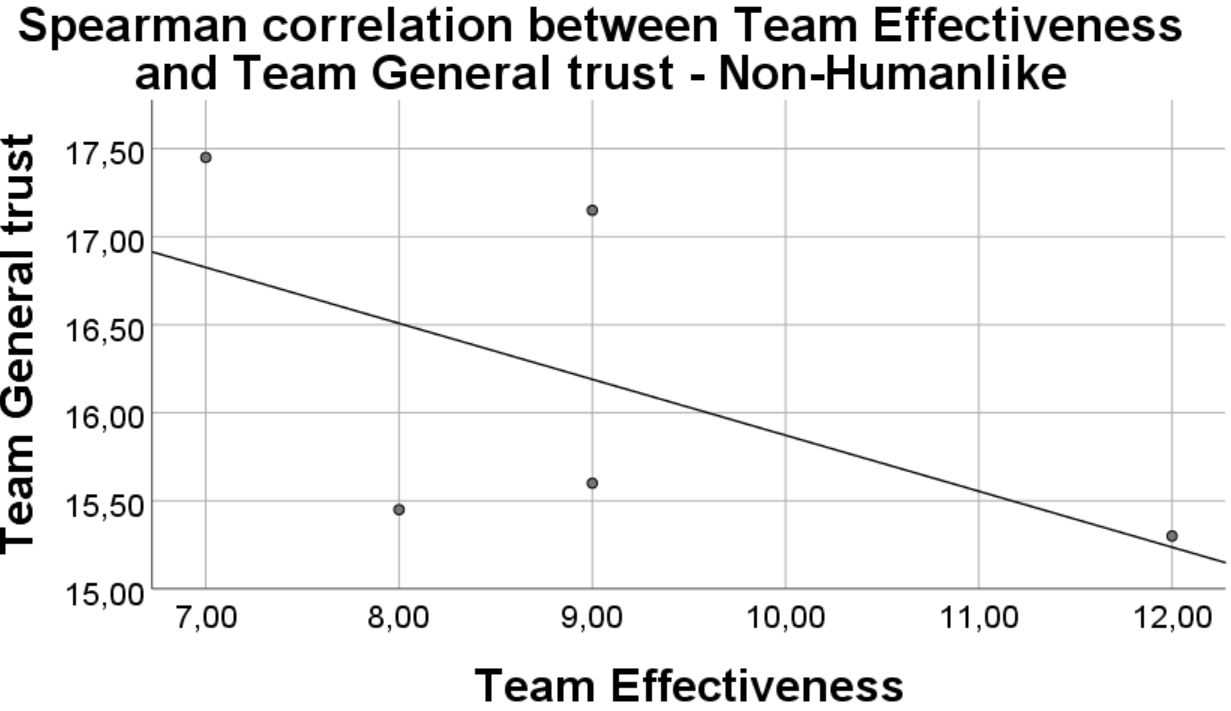 Spearman correlation between Team Effectiveness
and Team General trust - Non-Humanlike
Team General trust
17,50
17,00
16,50
16,00
15,50
15,00
7,00 8,00 9,00 10,00 11,00 12,00
Team Effectiveness